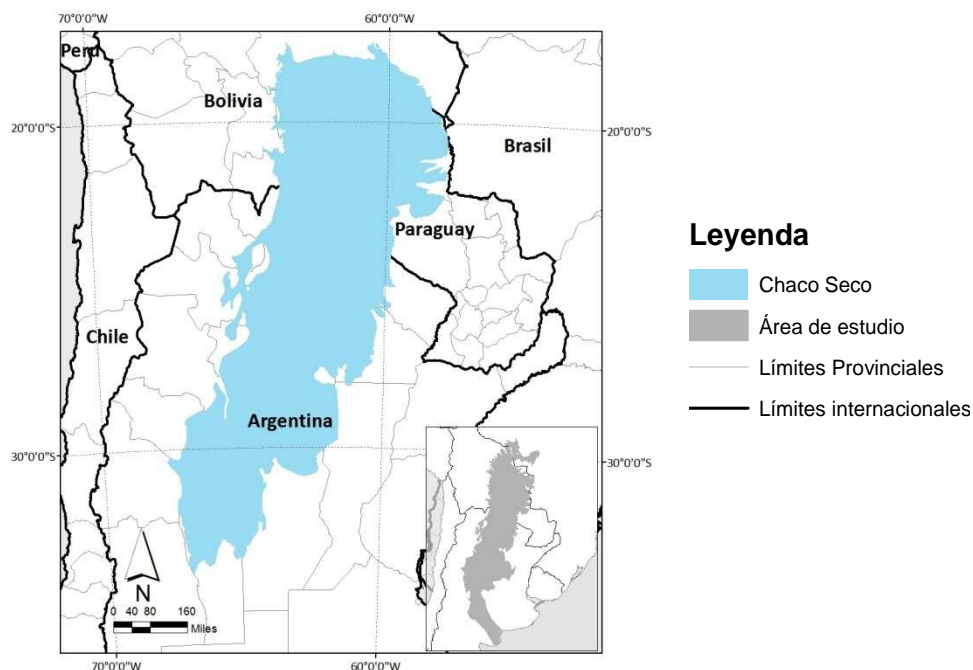 70°0'0"W
60°0'0"W
Peru
Bolivia
20°0'0"S
20°0'0"S
Brasil
Paraguay
Chile
Argentina
30°0'0"S
30°0'0"S
N
0 40 80 160
Miles
70°0'0"W
60°0'0"W
Leyenda
Chaco Seco
Área de estudio
Límites Provinciales
Límites internacionales